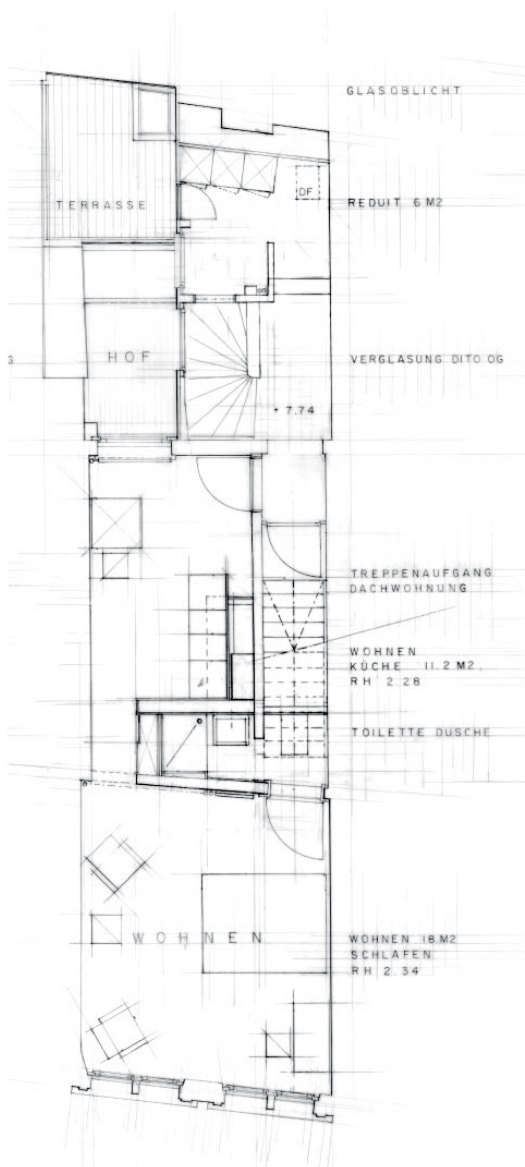 GLASOBLICHT
TERRASSE
DF
REDUIT 6 M2
HOF
VERGLASUNG DITO OG
G
+ 7.74
TREPPENAUFGANG
DACHWOHNUNG
WOHNEN
KÜCHE 11.2 M2,
RH 2.28
TOILETTE DUSCHE
WOHNEN
WOHNEN 18 M2
SCHLAFEN
RH 2.34